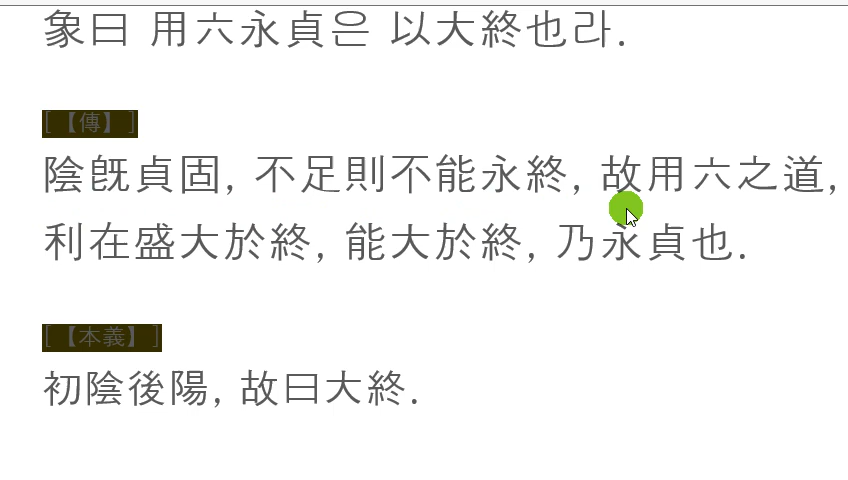 象曰 用六永貞은 以大終也라.
[【傳】]
陰旣貞固, 不足則不能永終, 故用六之道,
利在盛大於終, 能大於終, 乃永貞也.
[【本義】]
初陰後陽, 故曰大終.